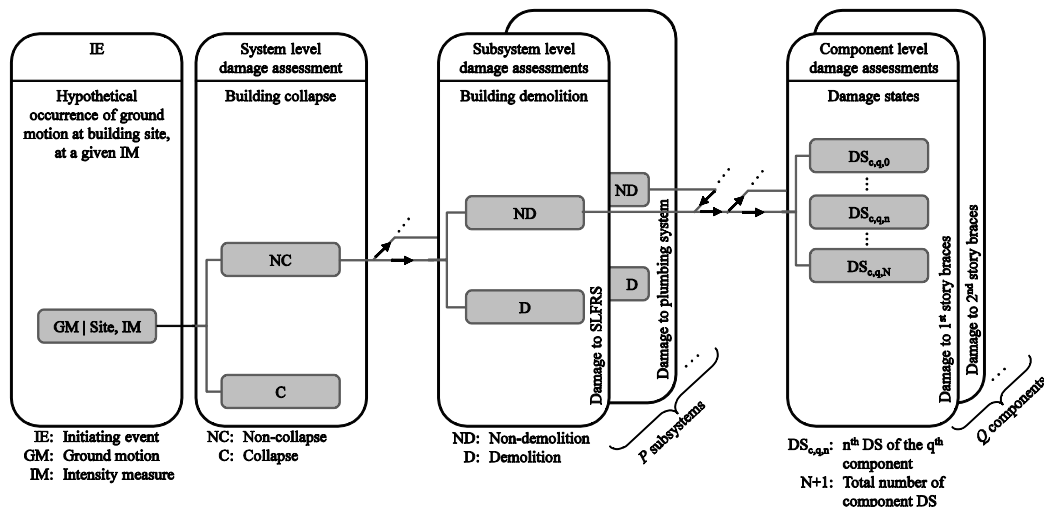 IE
Hypothetical
occurrence of ground
motion at building site,
at a given IM
GM | Site, IM
IE: Initiating event
GM: Ground motion
IM: Intensity measure
System level
damage assessment
Building collapse
NC
C
NC: Non-collapse
C: Collapse
Subsystem level
damage assessments
Building demolition
ND
D
Damage to SLFRS
ND
D
Damage to plumbing system
P subsystems
ND: Non-demolition
D: Demolition
Component level
damage assessments
Damage states
DSc,q,0
DSc,q,n
DSc,q,N
Damage to 1st story braces
Damage to 2nd story braces
Q components
DSc,q,n: nth DS of the qth
component
N+1: Total number of
component DS